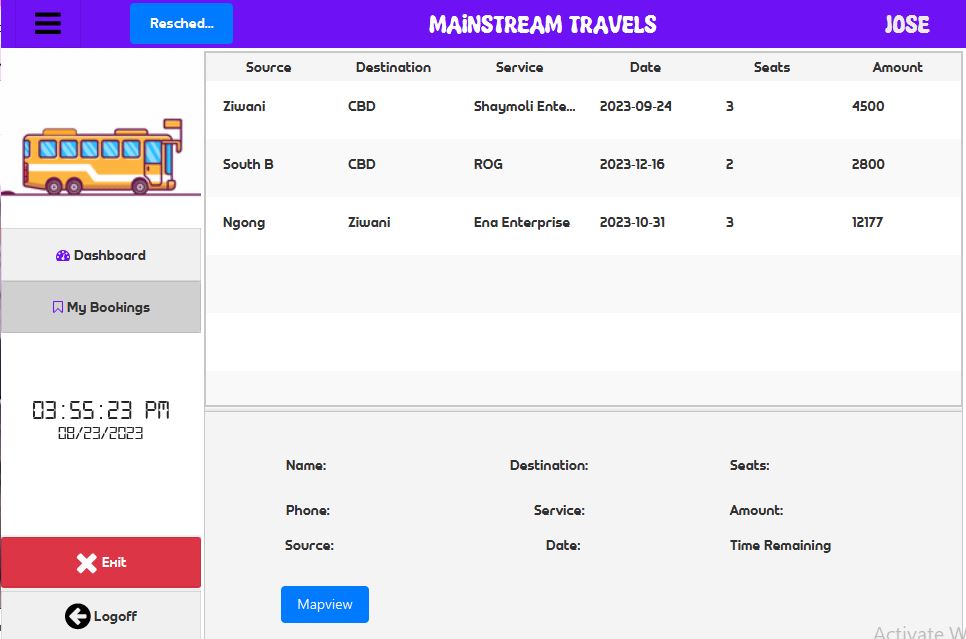 Resched... MAiNSTREAM TRAVELS JOSE
Source Destination Service Date Seats Amount
Ziwani CBD Shaymoli Ente... 2023-09-24 3 4500
South B CBD ROG 2023-12-16 2 2800
Ngong Ziwani Ena Enterprise 2023-10-31 3 12177
Dashboard
My Bookings
03:55:23 PM
08/23/2023
Exit
Logoff
Name: Destination: Seats:
Phone: Service: Amount:
Source: Date: Time Remaining
Mapview
Activate W